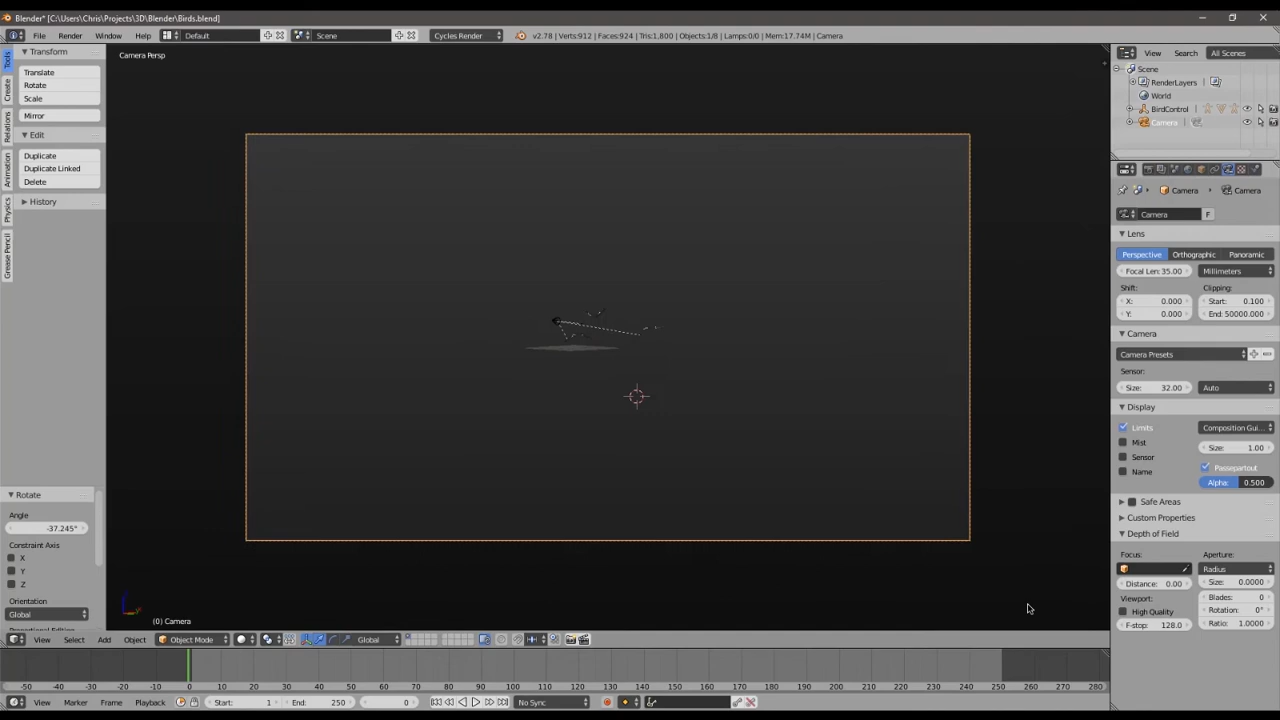 Blender* [C:\Users\Chris\Projects\3D\Blender\Birds.blend]
File Render Window Help Default Scene Cycles Render v2.78 | Verts:912 | Faces:924 | Tris:1,800 | Objects:1/8 | Lamps:0/0 | Mem:17.74M | Camera
Tools
Create
Relations
Animation
Physics
Grease Pencil
Transform
Translate
Rotate
Scale
Mirror
Edit
Duplicate
Duplicate Linked
Delete
History
Rotate
Angle
-37.245°
Constraint Axis
X
Y
Z
Orientation
Global
Camera Persp
(0) Camera
View Select Add Object Object Mode Global
-50 -40 -30 -20 -10 0 10 20 30 40 50 60 70 80 90 100 110 120 130 140 150 160 170 180 190 200 210 220 230 240 250 260 270 280
View Marker Frame Playback Start: 1 End: 250 0 No Sync
View Search All Scenes
Scene
RenderLayers
World
BirdControl
Camera
Camera Camera
Camera F
Lens
Perspective Orthographic Panoramic
Focal Len: 35.00 Millimeters
Shift: Clipping:
X: 0.000 Start: 0.100
Y: 0.000 End: 50000.000
Camera
Camera Presets
Sensor:
Size: 32.00 Auto
Display
Limits Composition Gui...
Mist Size: 1.00
Sensor Passepartout
Name Alpha: 0.500
Safe Areas
Custom Properties
Depth of Field
Focus: Aperture:
Radius
Distance: 0.00 Size: 0.0000
Viewport: Blades: 0
High Quality Rotation: 0°
F-stop: 128.0 Ratio: 1.0000